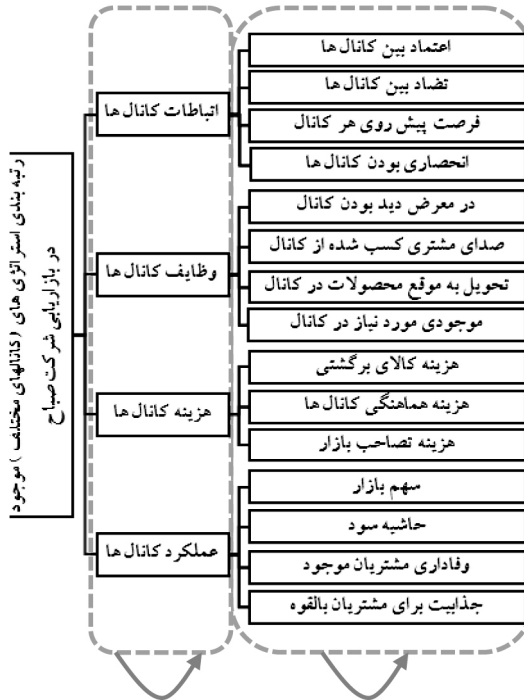 رتبه بندی استراتژی های (کانالهای مختلف) موجود
در بازاریابی شرکت صباح
اتباطات کانال ها
اعتماد بین کانال ها
تضاد بین کانال ها
فرصت پیش روی هر کانال
انحصاری بودن کانال ها
وظایف کانال ها
در معرض دید بودن کانال
صدای مشتری کسب شده از کانال
تحویل به موقع محصولات در کانال
موجودی مورد نیاز در کانال
هزینه کانال ها
هزینه کالای برگشتی
هزینه هماهنگی کانال ها
هزینه تصاحب بازار
عملکرد کانال ها
سهم بازار
حاشیه سود
وفاداری مشتریان موجود
جذابیت برای مشتریان بالقوه